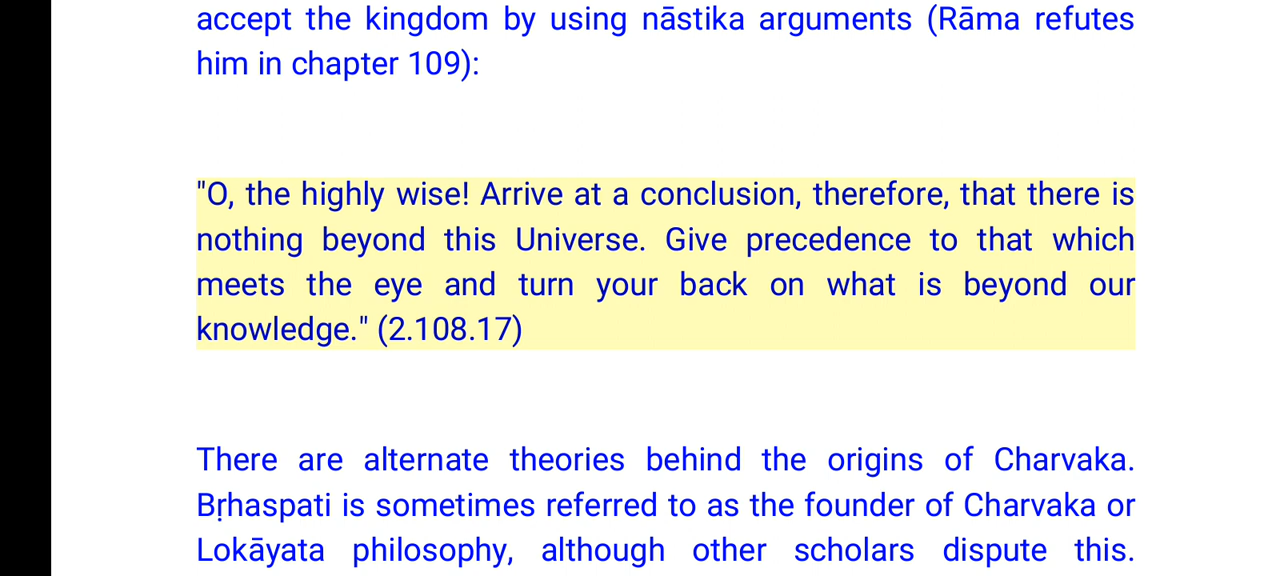 accept the kingdom by using nāstika arguments (Rāma refutes
him in chapter 109):
"O, the highly wise! Arrive at a conclusion, therefore, that there is
nothing beyond this Universe. Give precedence to that which
meets the eye and turn your back on what is beyond our
knowledge." (2.108.17)
There are alternate theories behind the origins of Charvaka.
Bṛhaspati is sometimes referred to as the founder of Charvaka or
Lokāyata philosophy, although other scholars dispute this.